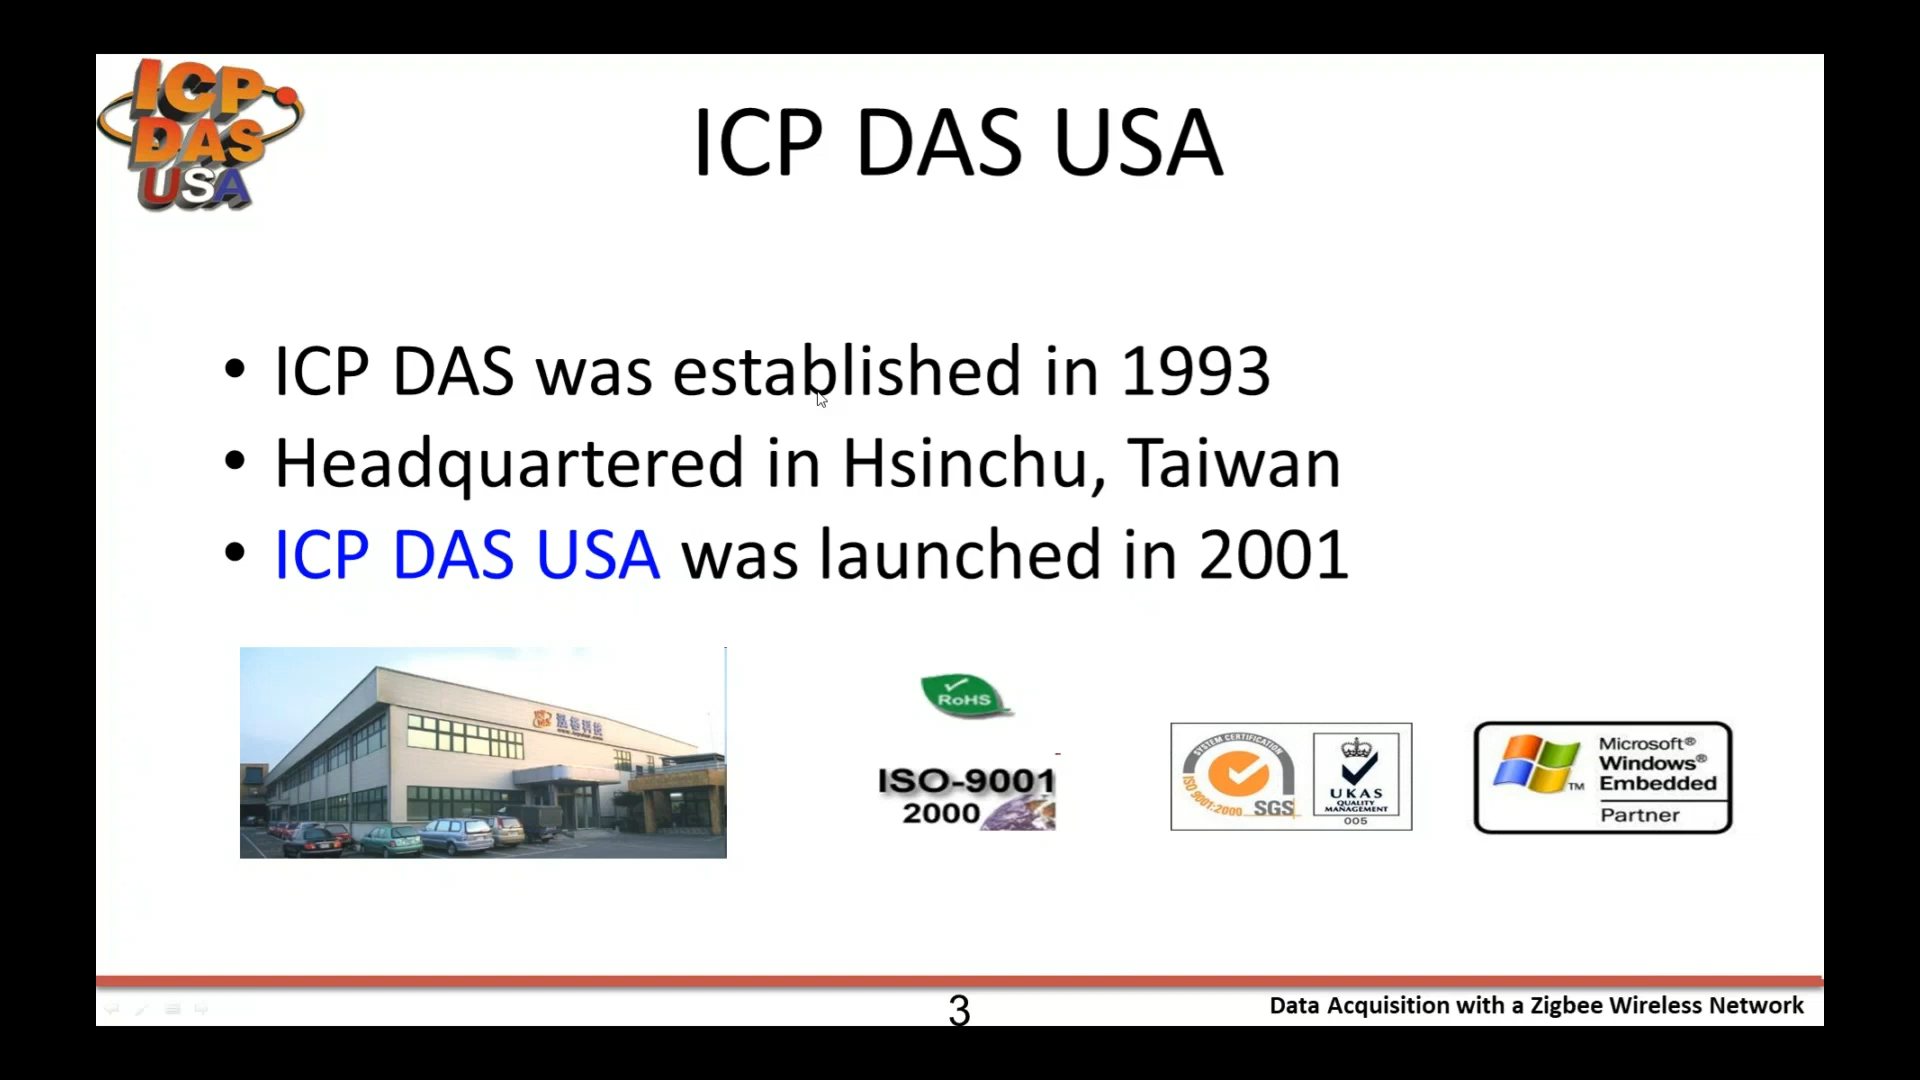 ICP
DAS
USA
ICP DAS USA
• ICP DAS was established in 1993
• Headquartered in Hsinchu, Taiwan
• ICP DAS USA was launched in 2001
RoHS
ISO-9001
2000
SYSTEM CERTIFICATION
ISO 9001:2000
SGS
UKAS
QUALITY
MANAGEMENT
005
Microsoft®
Windows®
Embedded
TM
Partner
3
Data Acquisition with a Zigbee Wireless Network